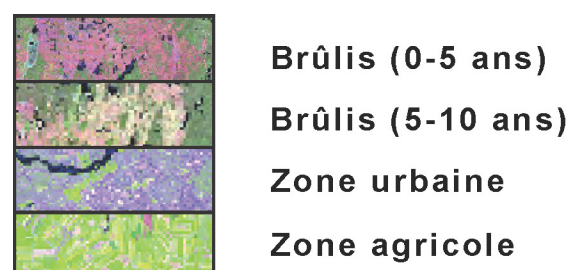 Brûlis (0-5 ans)
Brûlis (5-10 ans)
Zone urbaine
Zone agricole